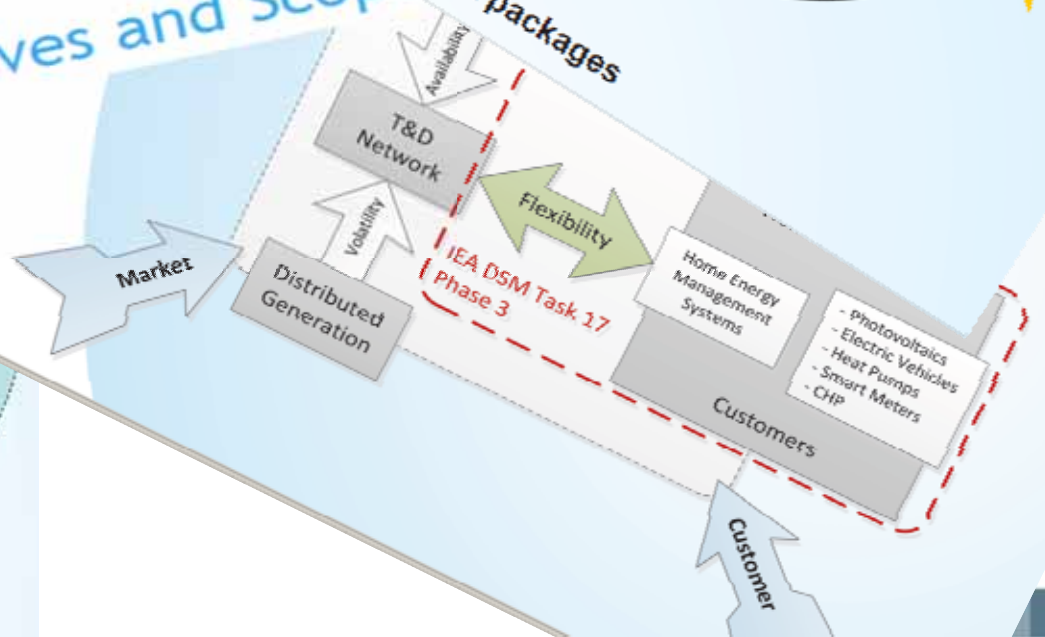 ves and Scop
packages
Availability
T&D
Network
Flexibility
Volatility
Market
Distributed
Generation
IEA DSM Task 17
Phase 3
Home Energy
Management
Systems
- Photovoltaics
- Electric Vehicles
- Heat Pumps
- Smart Meters
- CHP
Customers
Customer